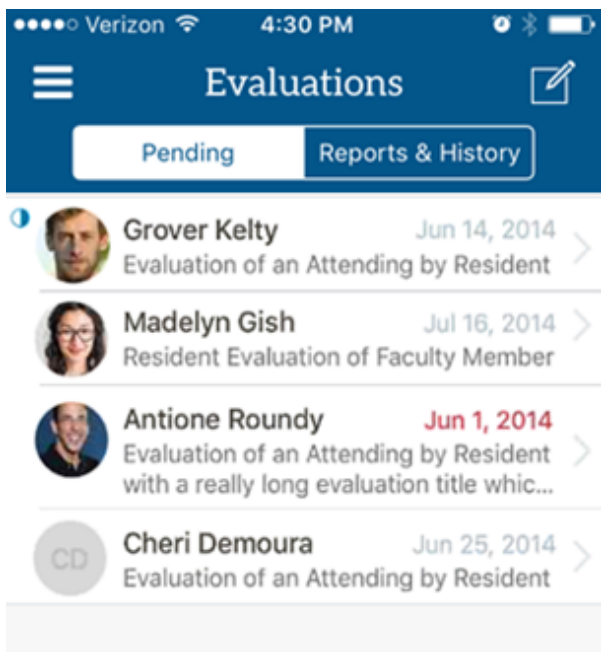 Verizon 4:30 PM
Evaluations
Pending Reports & History
Grover Kelty Jun 14, 2014
Evaluation of an Attending by Resident
Madelyn Gish Jul 16, 2014
Resident Evaluation of Faculty Member
Antione Roundy Jun 1, 2014
Evaluation of an Attending by Resident
with a really long evaluation title whic...
CD
Cheri Demoura Jun 25, 2014
Evaluation of an Attending by Resident